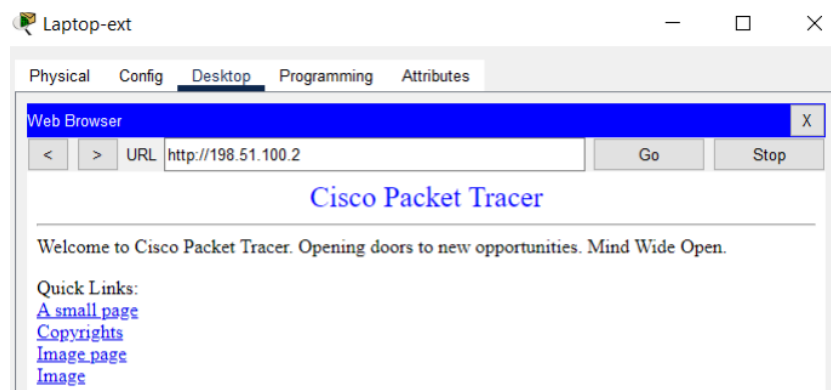 Laptop-ext
Physical Config Desktop Programming Attributes
Web Browser X
< > URL http://198.51.100.2 Go Stop
Cisco Packet Tracer
Welcome to Cisco Packet Tracer. Opening doors to new opportunities. Mind Wide Open.
Quick Links:
A small page
Copyrights
Image page
Image